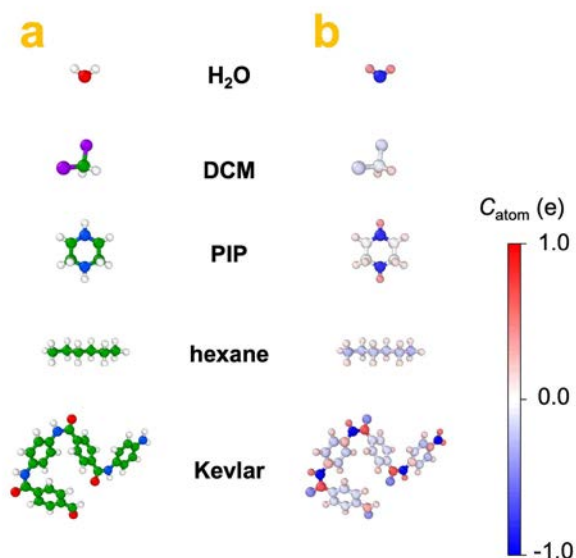 a b
H₂O
DCM
PIP
hexane
Kevlar
C_atom (e)
1.0
0.0
-1.0